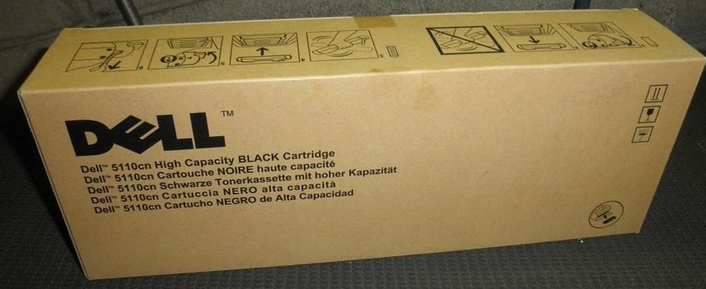 DELL™
Dell™ 5110cn High Capacity BLACK Cartridge
Dell™ 5110cn Cartouche NOIRE haute capacité
Dell™ 5110cn Schwarze Tonerkassette mit hoher Kapazität
Dell™ 5110cn Cartuccia NERO alta capacità
Dell™ 5110cn Cartucho NEGRO de Alta Capacidad